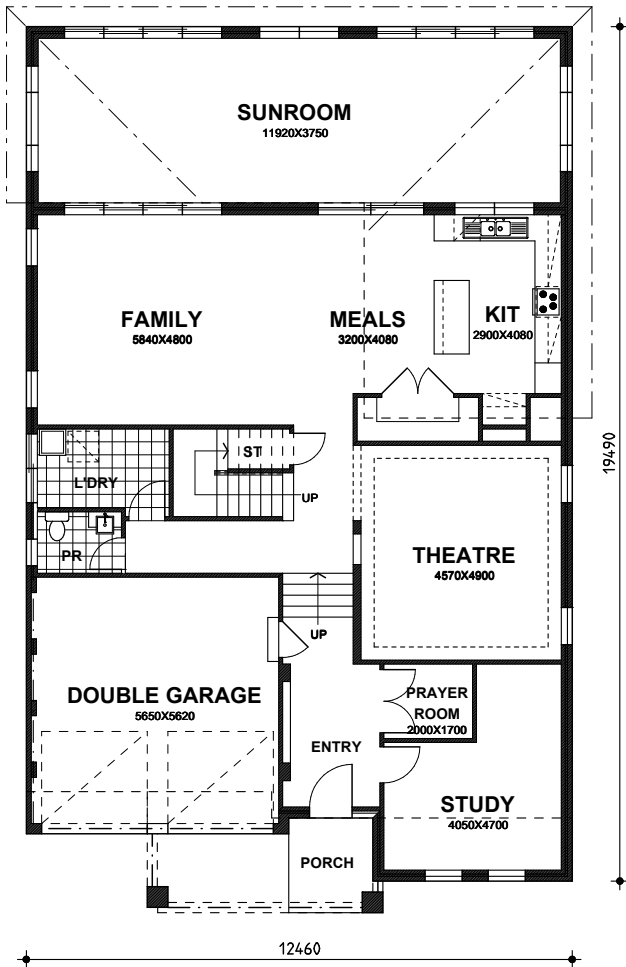 SUNROOM
11920X3750
FAMILY
5840X4800
MEALS
3200X4080
KIT
2900X4080
19490
ST
L'DRY
UP
PR
THEATRE
4570X4900
UP
DOUBLE GARAGE
5650X5620
PRAYER
ROOM
2000X1700
ENTRY
STUDY
4050X4700
PORCH
12460